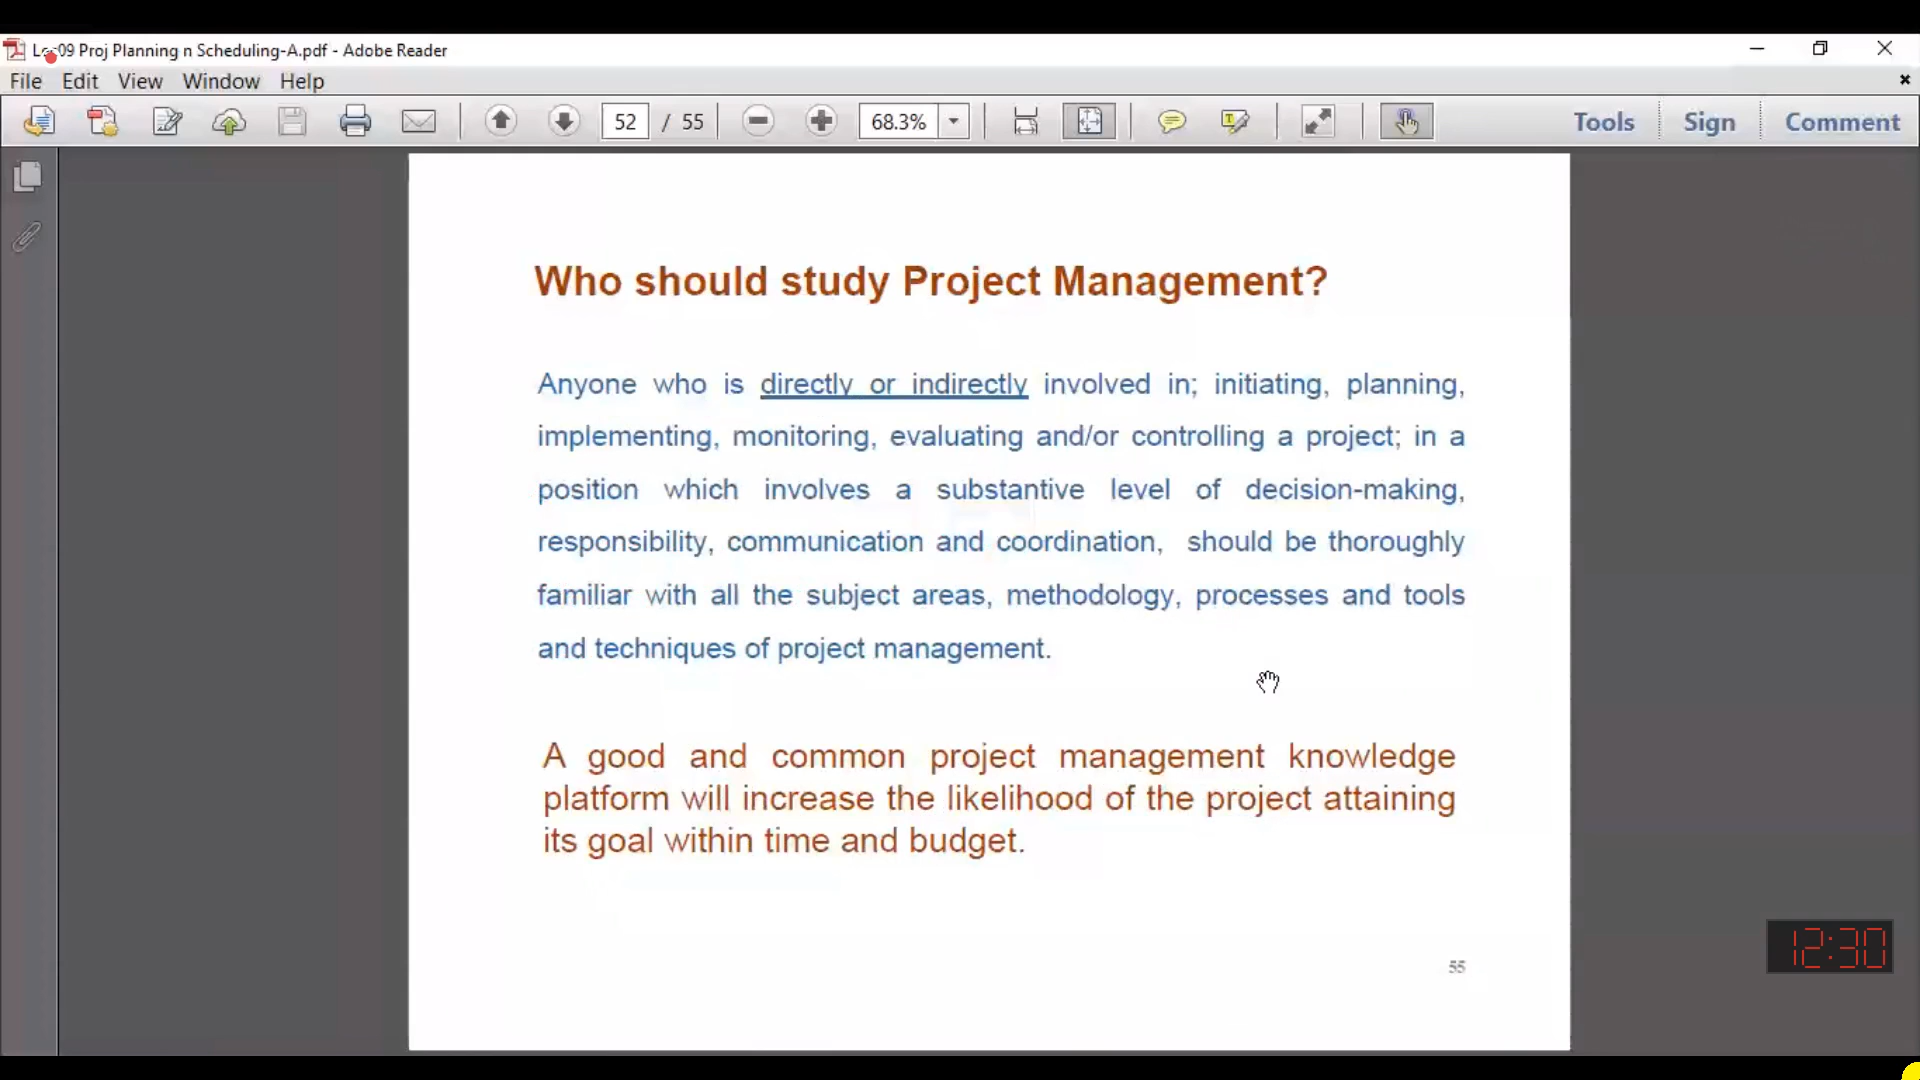 09 Proj Planning n Scheduling-A.pdf - Adobe Reader
File Edit View Window Help
52 / 55 68.3% Tools Sign Comment
Who should study Project Management?
Anyone who is directly or indirectly involved in; initiating, planning,
implementing, monitoring, evaluating and/or controlling a project; in a
position which involves a substantive level of decision-making,
responsibility, communication and coordination, should be thoroughly
familiar with all the subject areas, methodology, processes and tools
and techniques of project management.
A good and common project management knowledge
platform will increase the likelihood of the project attaining
its goal within time and budget.
55
12:30